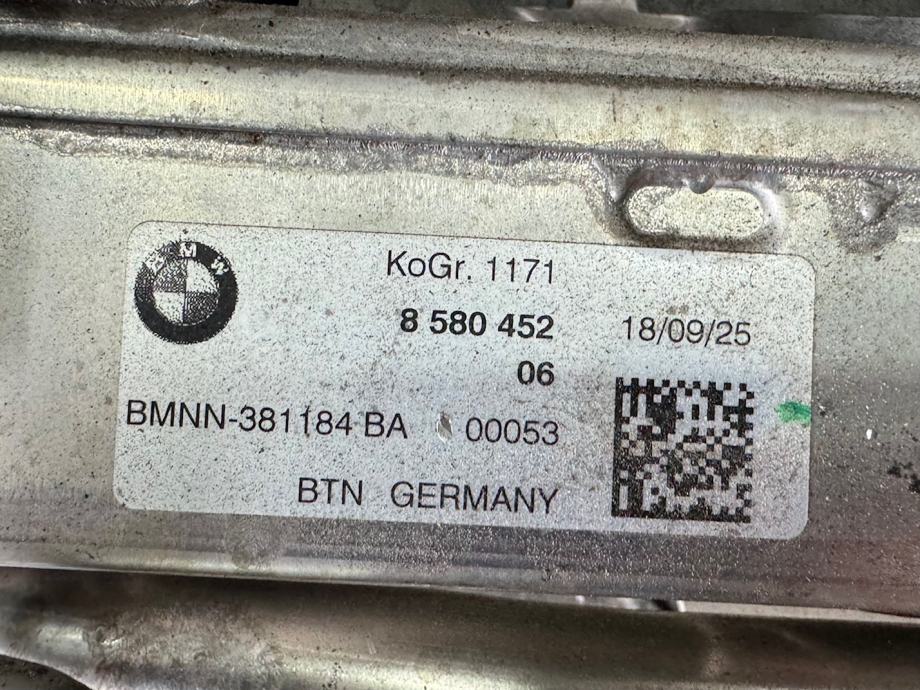 BMW
KoGr. 1171
8 580 452 18/09/25
06
BMNN-381184 BA 00053
BTN GERMANY